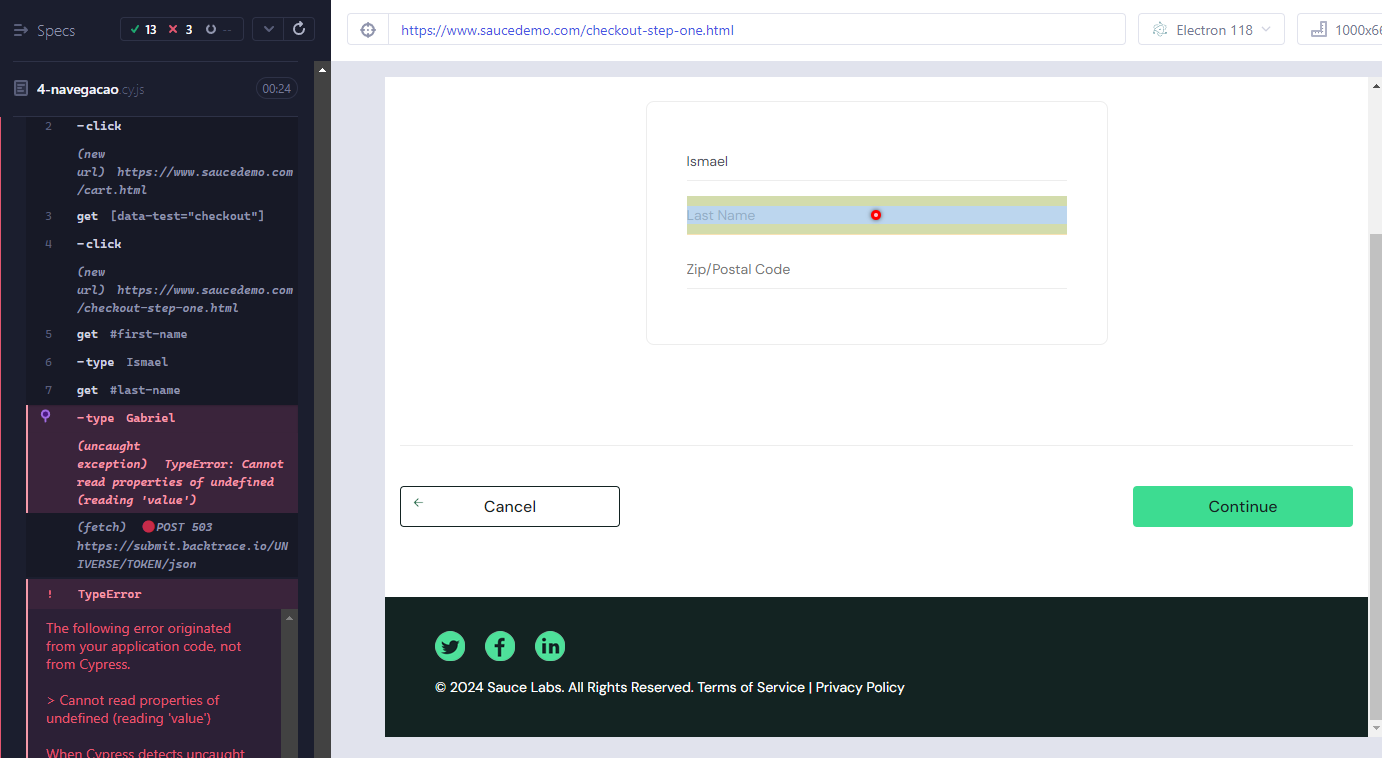 Specs
13 3 --
https://www.saucedemo.com/checkout-step-one.html
Electron 118
1000x66
4-navegacao.cy.js
00:24
2 -click
(new
url) https://www.saucedemo.com
/cart.html
3 get [data-test="checkout"]
4 -click
(new
url) https://www.saucedemo.com
/checkout-step-one.html
5 get #first-name
6 -type Ismael
7 get #last-name
-type Gabriel
(uncaught
exception) TypeError: Cannot
read properties of undefined
(reading 'value')
(fetch) POST 503
https://submit.backtrace.io/UN
IVERSE/TOKEN/json
! TypeError
The following error originated
from your application code, not
from Cypress.
> Cannot read properties of
undefined (reading 'value')
When Cypress detects uncaught
Ismael
Last Name
Zip/Postal Code
Cancel
Continue
© 2024 Sauce Labs. All Rights Reserved. Terms of Service | Privacy Policy